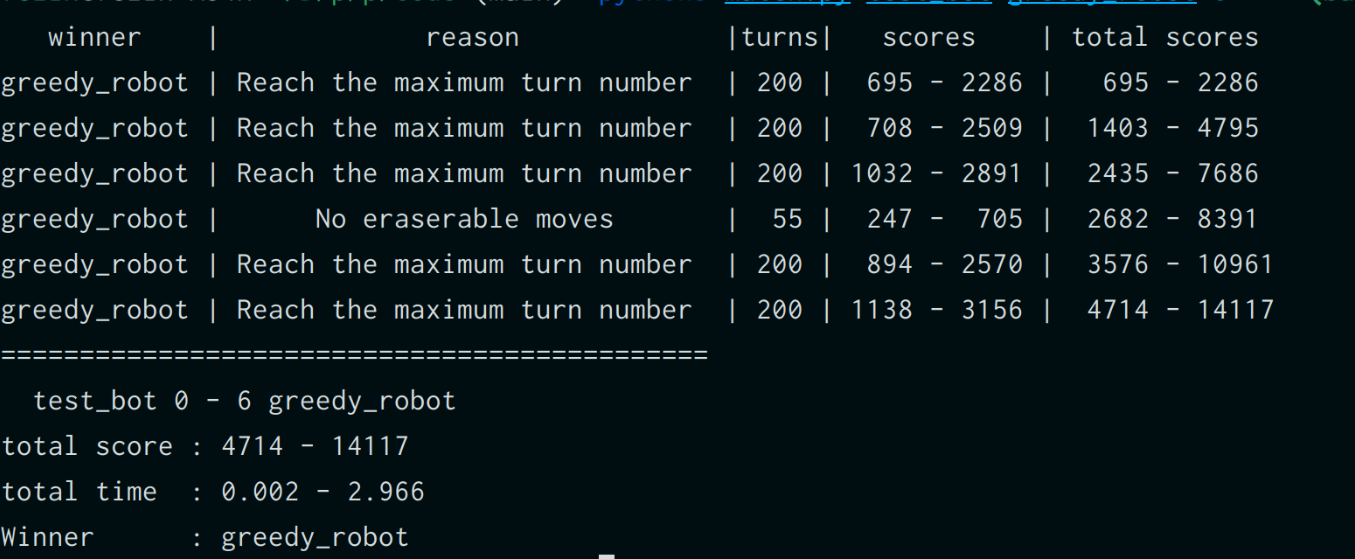 winner | reason |turns| scores | total scores
greedy_robot | Reach the maximum turn number | 200 | 695 - 2286 | 695 - 2286
greedy_robot | Reach the maximum turn number | 200 | 708 - 2509 | 1403 - 4795
greedy_robot | Reach the maximum turn number | 200 | 1032 - 2891 | 2435 - 7686
greedy_robot | No eraserable moves | 55 | 247 - 705 | 2682 - 8391
greedy_robot | Reach the maximum turn number | 200 | 894 - 2570 | 3576 - 10961
greedy_robot | Reach the maximum turn number | 200 | 1138 - 3156 | 4714 - 14117
=============================================
test_bot 0 - 6 greedy_robot
total score : 4714 - 14117
total time : 0.002 - 2.966
Winner : greedy_robot